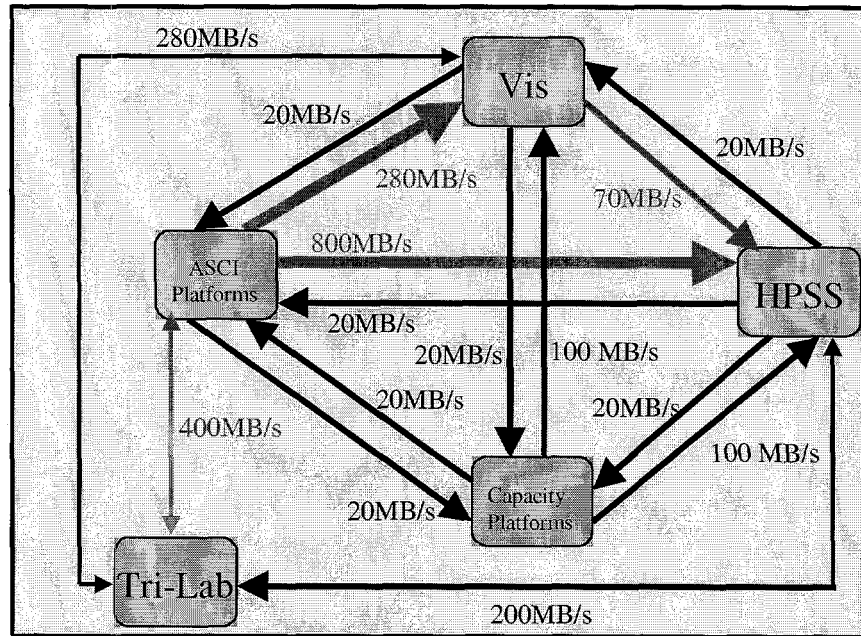 280MB/s
Vis
20MB/s
20MB/s
280MB/s
70MB/s
ASCI
Platforms
800MB/s
HPSS
20MB/s
20MB/s
100 MB/s
20MB/s
20MB/s
400MB/s
100 MB/s
20MB/s
Capacity
Platforms
Tri-Lab
200MB/s